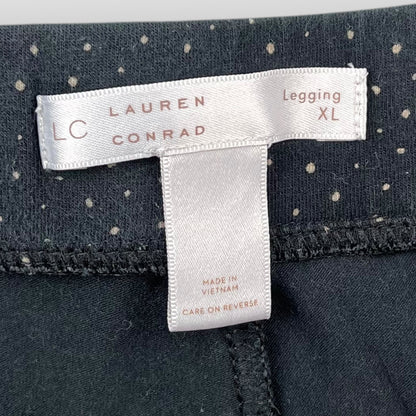 LC LAUREN CONRAD
Legging
XL
MADE IN
VIETNAM
CARE ON REVERSE